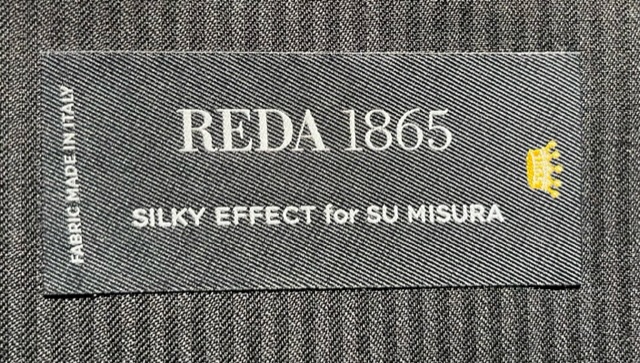 FABRIC MADE IN ITALY
REDA 1865
SILKY EFFECT for SU MISURA